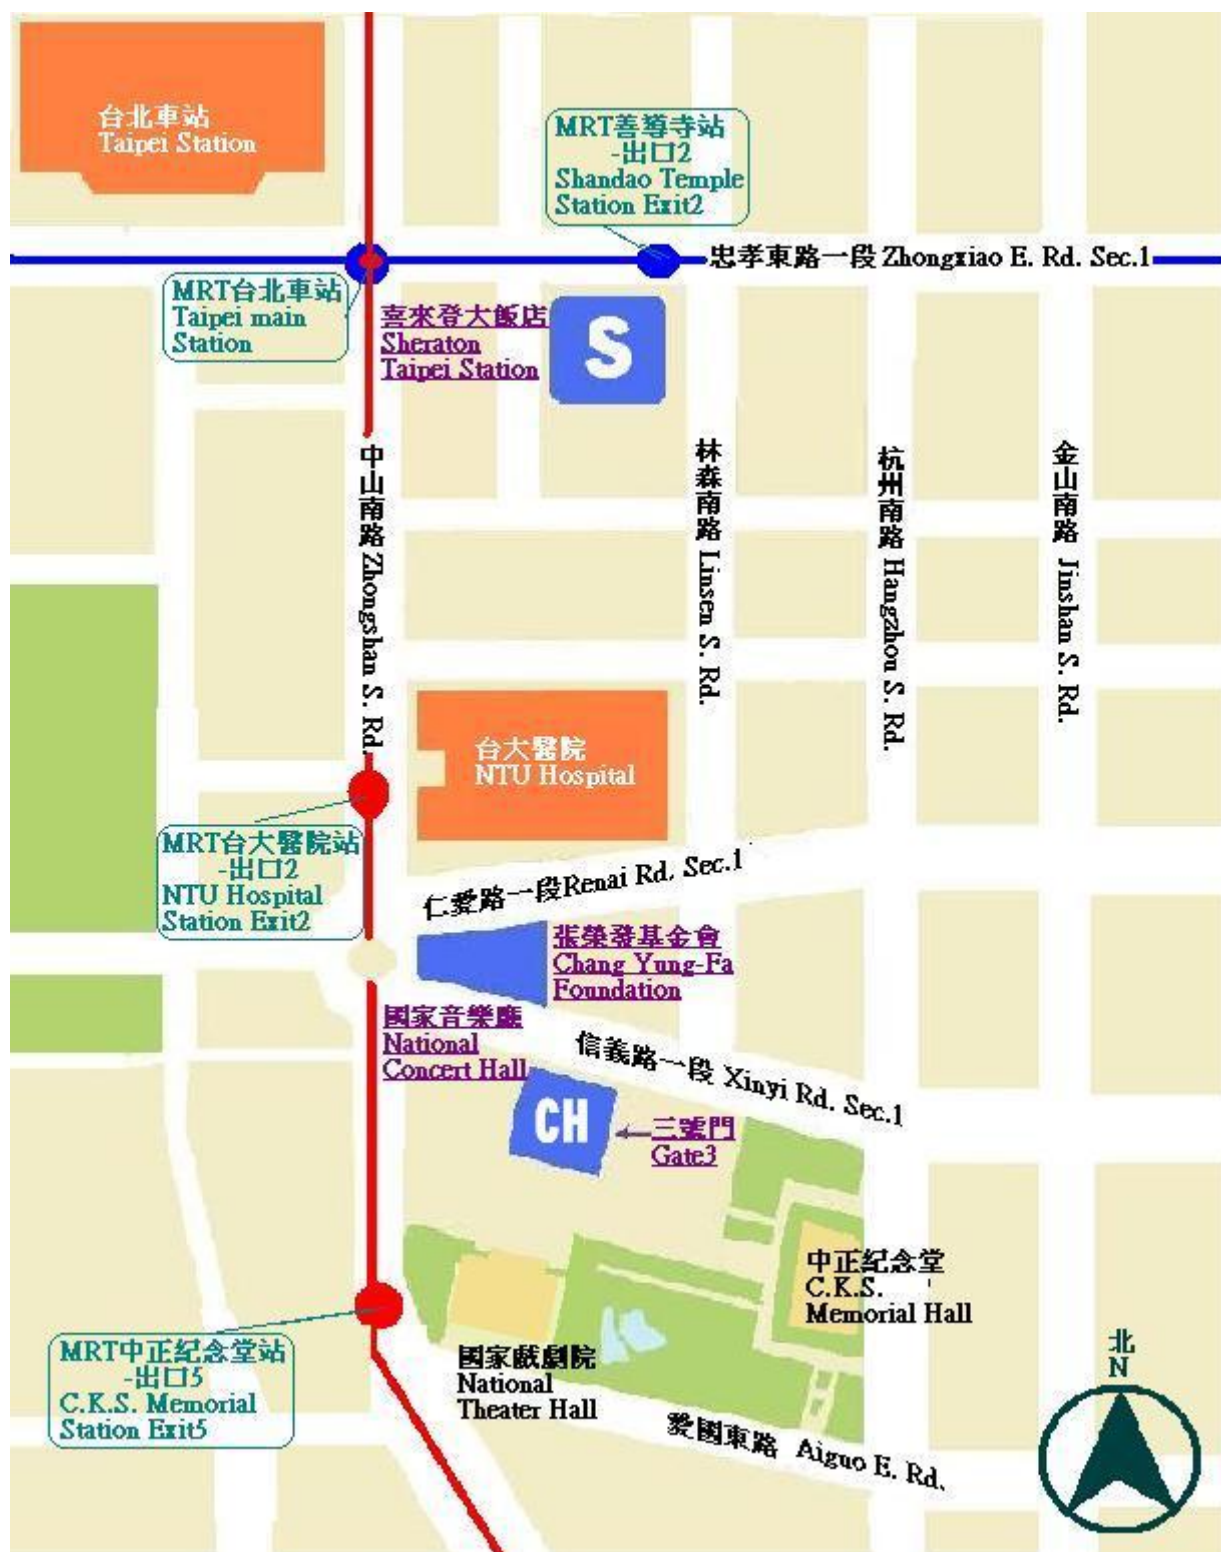 台北車站
Taipei Station
MRT善導寺站
-出口2
Shandao Temple
Station Exit2
忠孝東路一段 Zhongxiao E. Rd. Sec.1
MRT台北車站
Taipei main
Station
喜來登大飯店
Sheraton
Taipei Station
S
中山南路 Zhongshan S. Rd.
林森南路 Linsen S. Rd.
杭州南路 Hangzhou S. Rd.
金山南路 Jinshan S. Rd.
台大醫院
NTU Hospital
MRT台大醫院站
-出口2
NTU Hospital
Station Exit2
仁愛路一段Renai Rd. Sec.1
張榮發基金會
Chang Yung-Fa
Foundation
國家音樂廳
National
Concert Hall
信義路一段 Xinyi Rd. Sec.1
CH
三號門
Gate3
中正紀念堂
C.K.S.
Memorial Hall
MRT中正紀念堂站
-出口5
C.K.S. Memorial
Station Exit5
國家戲劇院
National
Theater Hall
愛國東路 Aiguo E. Rd.
北
N